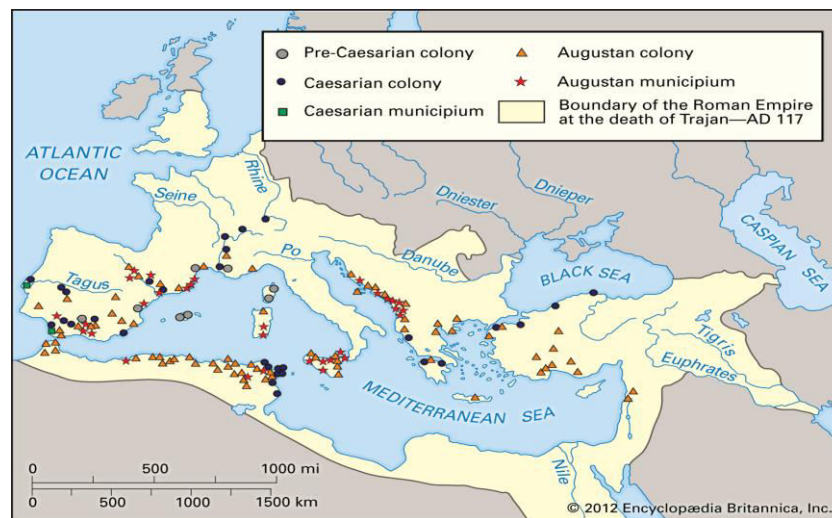 Pre-Caesarian colony
Caesarian colony
Caesarian municipium
Augustan colony
Augustan municipium
Boundary of the Roman Empire
at the death of Trajan—AD 117
ATLANTIC
OCEAN
Rhine
Seine
Dniester
Dnieper
CASPIAN SEA
Po
Danube
BLACK SEA
Tagus
Tigris
Euphrates
MEDITERRANEAN SEA
Nile
0 500 1000 mi
0 500 1000 1500 km
© 2012 Encyclopædia Britannica, Inc.